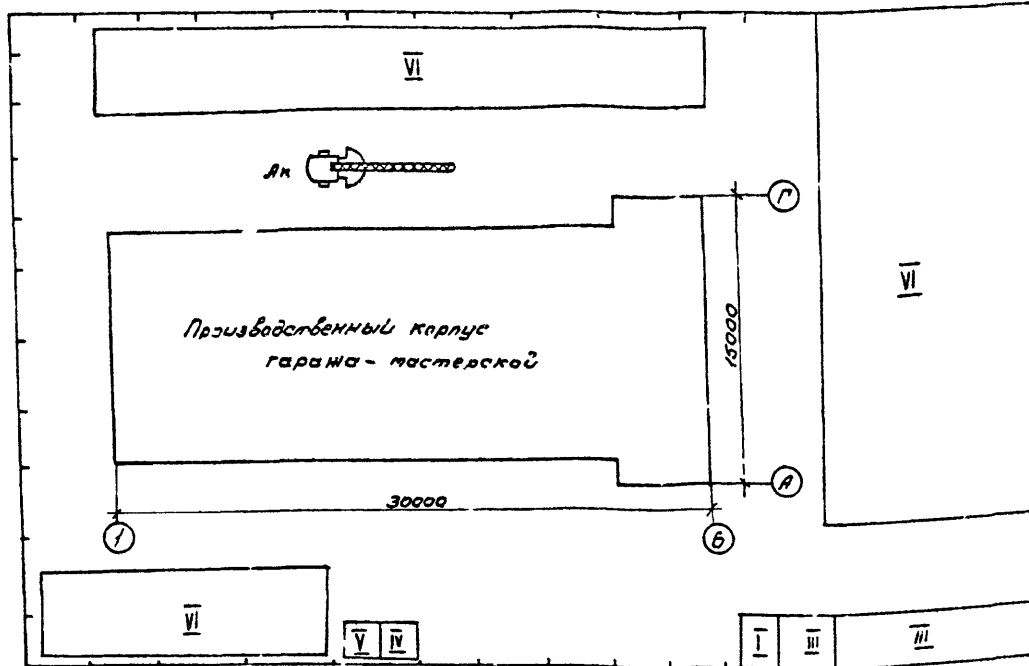 VI
Ак
Г
VI
Производственный корпус
гаража - мастерской
15000
А
30000
1
6
VI
V IV
I III III